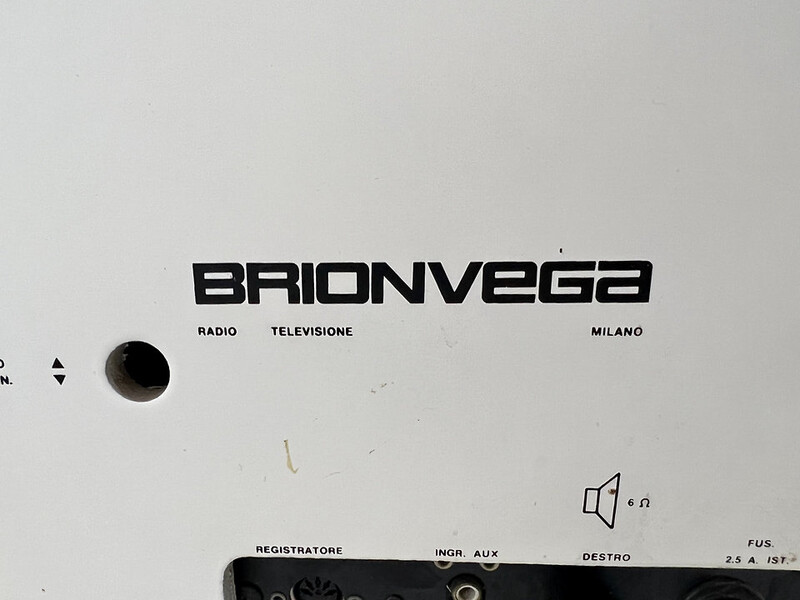 BRIONVEGA
RADIO TELEVISIONE MILANO
N.
6 Ω
REGISTRATORE INGR. AUX DESTRO FUS.
2.5 A. IST.